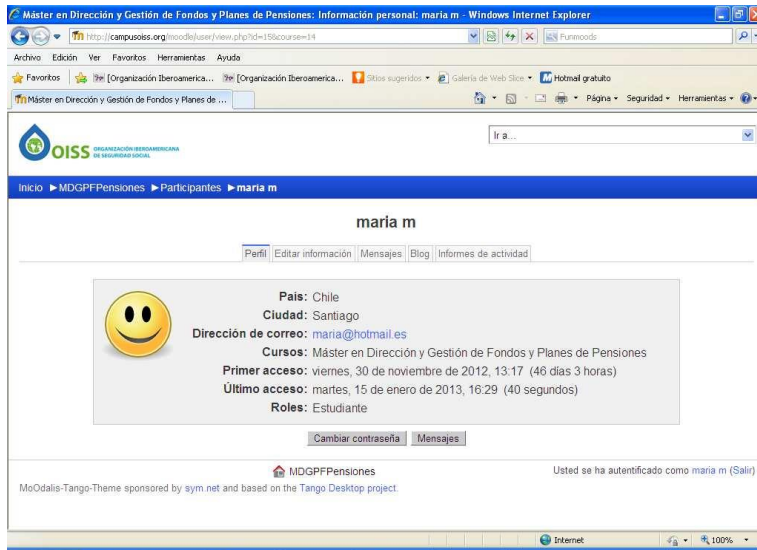 Máster en Dirección y Gestión de Fondos y Planes de Pensiones: Información personal: maria m - Windows Internet Explorer
http://campusoiss.org/moodle/user/view.php?id=158&course=14
Furnmoods
Archivo Edición Ver Favoritos Herramientas Ayuda
Favoritos [Organización Iberoamerica... [Organización Iberoamerica... Sitios sugeridos Galería de Web Slice Hotmail gratuito
Máster en Dirección y Gestión de Fondos y Planes de ... Página Seguridad Herramientas
OISS ORGANIZACIÓN IBEROAMERICANA
DE SEGURIDAD SOCIAL
Ir a...
Inicio ►MDGPFPensiones ►Participantes ►maria m
maria m
Perfil Editar información Mensajes Blog Informes de actividad
País: Chile
Ciudad: Santiago
Dirección de correo: maria@hotmail.es
Cursos: Máster en Dirección y Gestión de Fondos y Planes de Pensiones
Primer acceso: viernes, 30 de noviembre de 2012, 13:17 (46 días 3 horas)
Último acceso: martes, 15 de enero de 2013, 16:29 (40 segundos)
Roles: Estudiante
Cambiar contraseña Mensajes
MDGPFPensiones
Usted se ha autentificado como maria m (Salir)
MoOdalis-Tango-Theme sponsored by sym.net and based on the Tango Desktop project.
Internet 100%